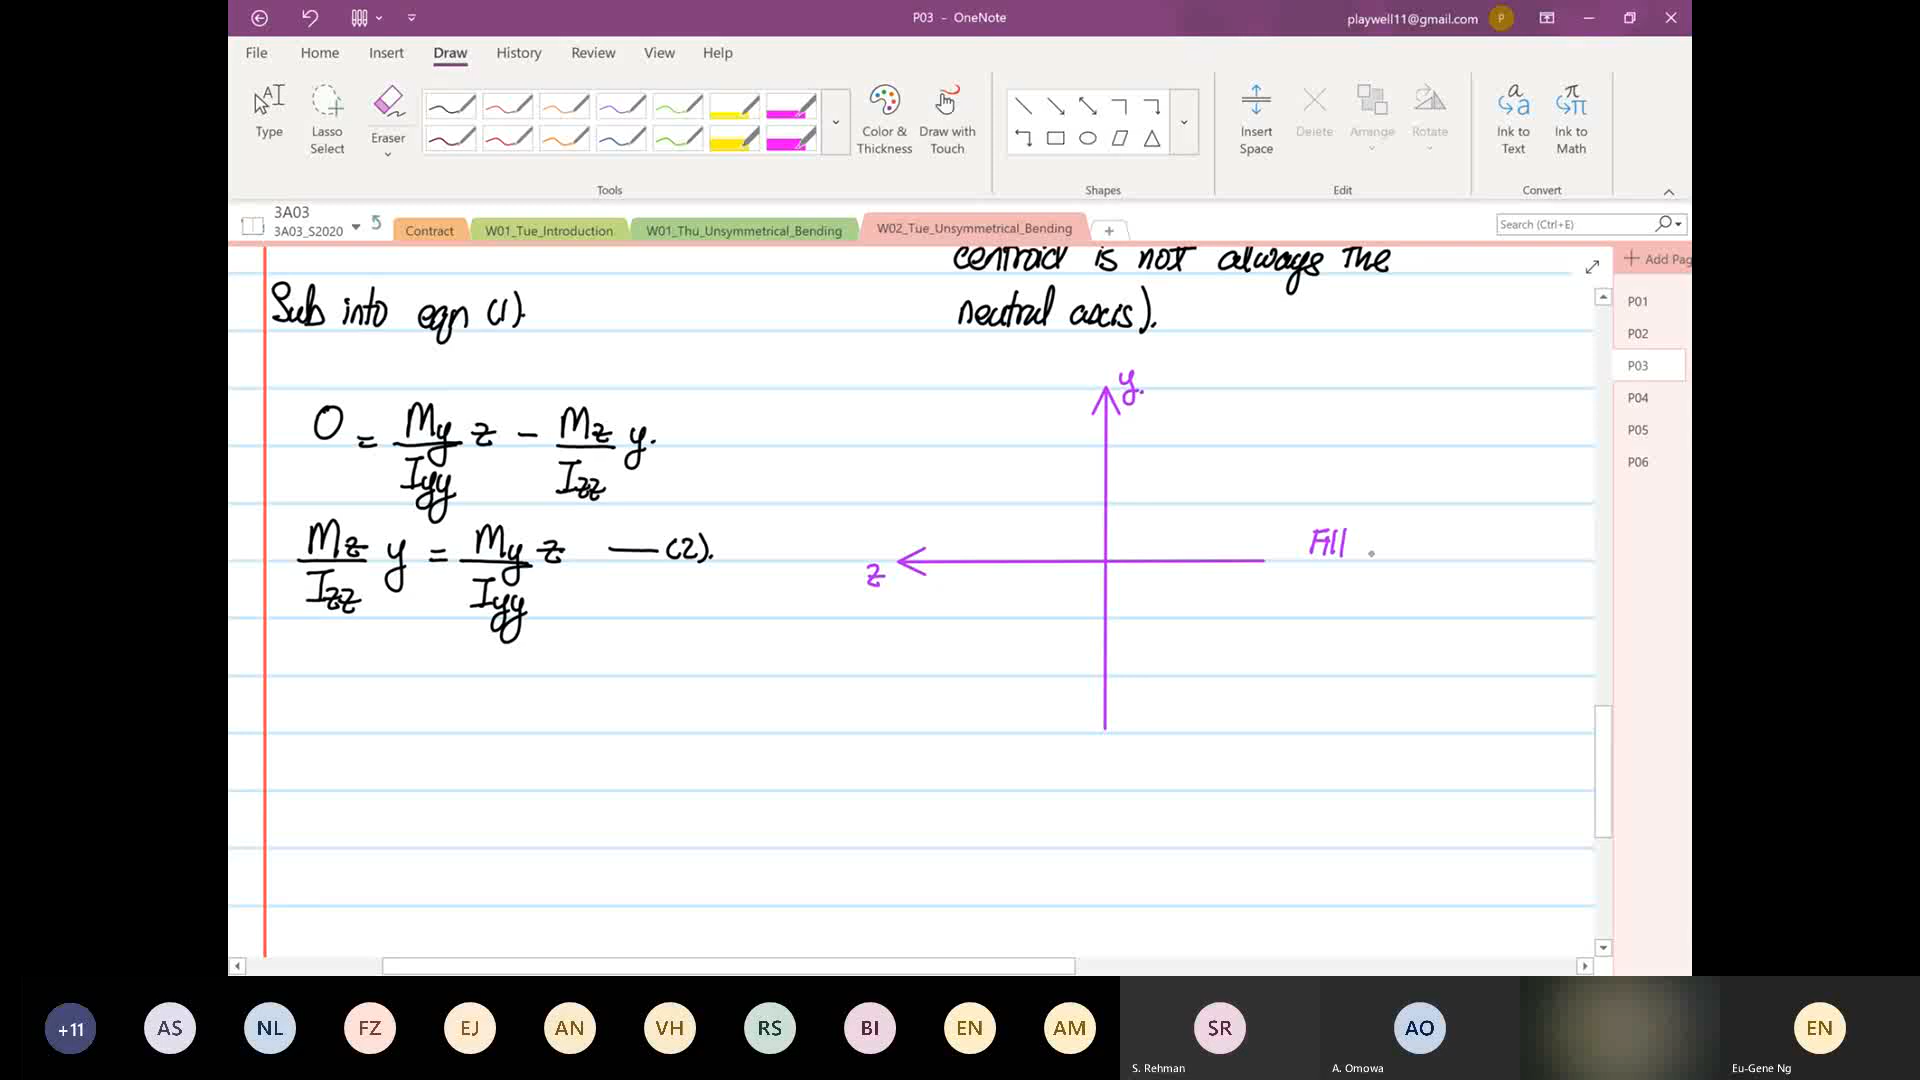 P03 - OneNote
playwell11@gmail.com
P
File Home Insert Draw History Review View Help
Type
Lasso Select
Eraser
Color & Thickness
Draw with Touch
Insert Space
Delete
Arrange
Rotate
Ink to Text
Ink to Math
Tools
Shapes
Edit
Convert
3A03
3A03_S2020
Contract
W01_Tue_Introduction
W01_Thu_Unsymmetrical_Bending
W02_Tue_Unsymmetrical_Bending
Search (Ctrl+E)
Add Pag
P01
P02
P03
P04
P05
P06
centroid is not always the
neutral axis).
Sub into eqn (1).
0 = My/Iyy z - Mz/Izz y.
Mz/Izz y = My/Iyy z — (2).
y.
z
Fill
+11 AS NL FZ EJ AN VH RS BI EN AM SR AO EN
S. Rehman
A. Omowa
Eu-Gene Ng